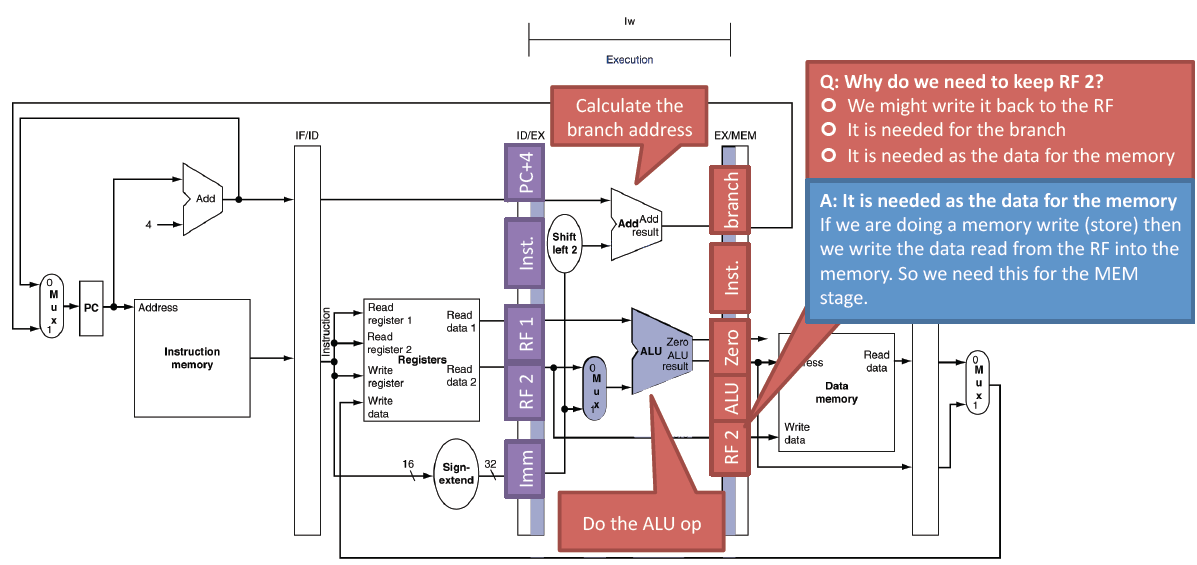 lw
Execution
Calculate the
branch address
Q: Why do we need to keep RF 2?
We might write it back to the RF
It is needed for the branch
It is needed as the data for the memory
A: It is needed as the data for the memory
If we are doing a memory write (store) then
we write the data read from the RF into the
memory. So we need this for the MEM
stage.
IF/ID
ID/EX
EX/MEM
PC+4
Inst.
RF 1
RF 2
Imm
branch
Inst.
Zero
ALU
RF 2
Add
4
Add
Add
result
Shift
left 2
0
M
u
x
1
PC
Address
Instruction
memory
Instruction
Read
register 1
Read
register 2
Write
register
Write
data
Registers
Read
data 1
Read
data 2
16
Sign-
extend
32
0
M
u
x
1
ALU
Zero
ALU
result
ress
Read
data
Data
memory
Write
data
0
M
u
x
1
Do the ALU op